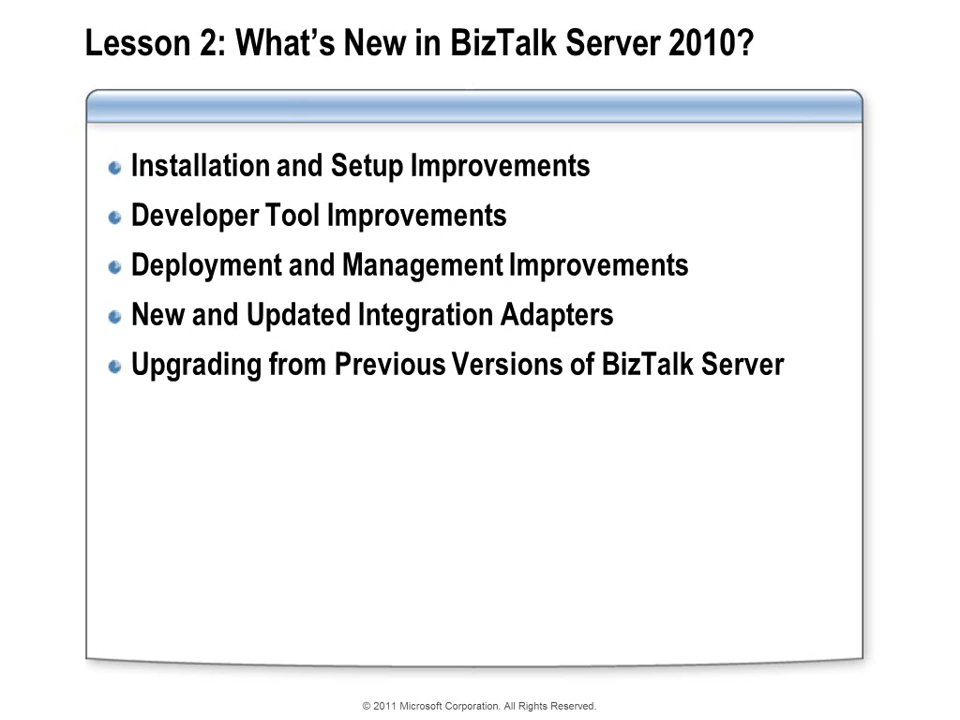 Lesson 2: What’s New in BizTalk Server 2010?
Installation and Setup Improvements
Developer Tool Improvements
Deployment and Management Improvements
New and Updated Integration Adapters
Upgrading from Previous Versions of BizTalk Server
© 2011 Microsoft Corporation. All Rights Reserved.